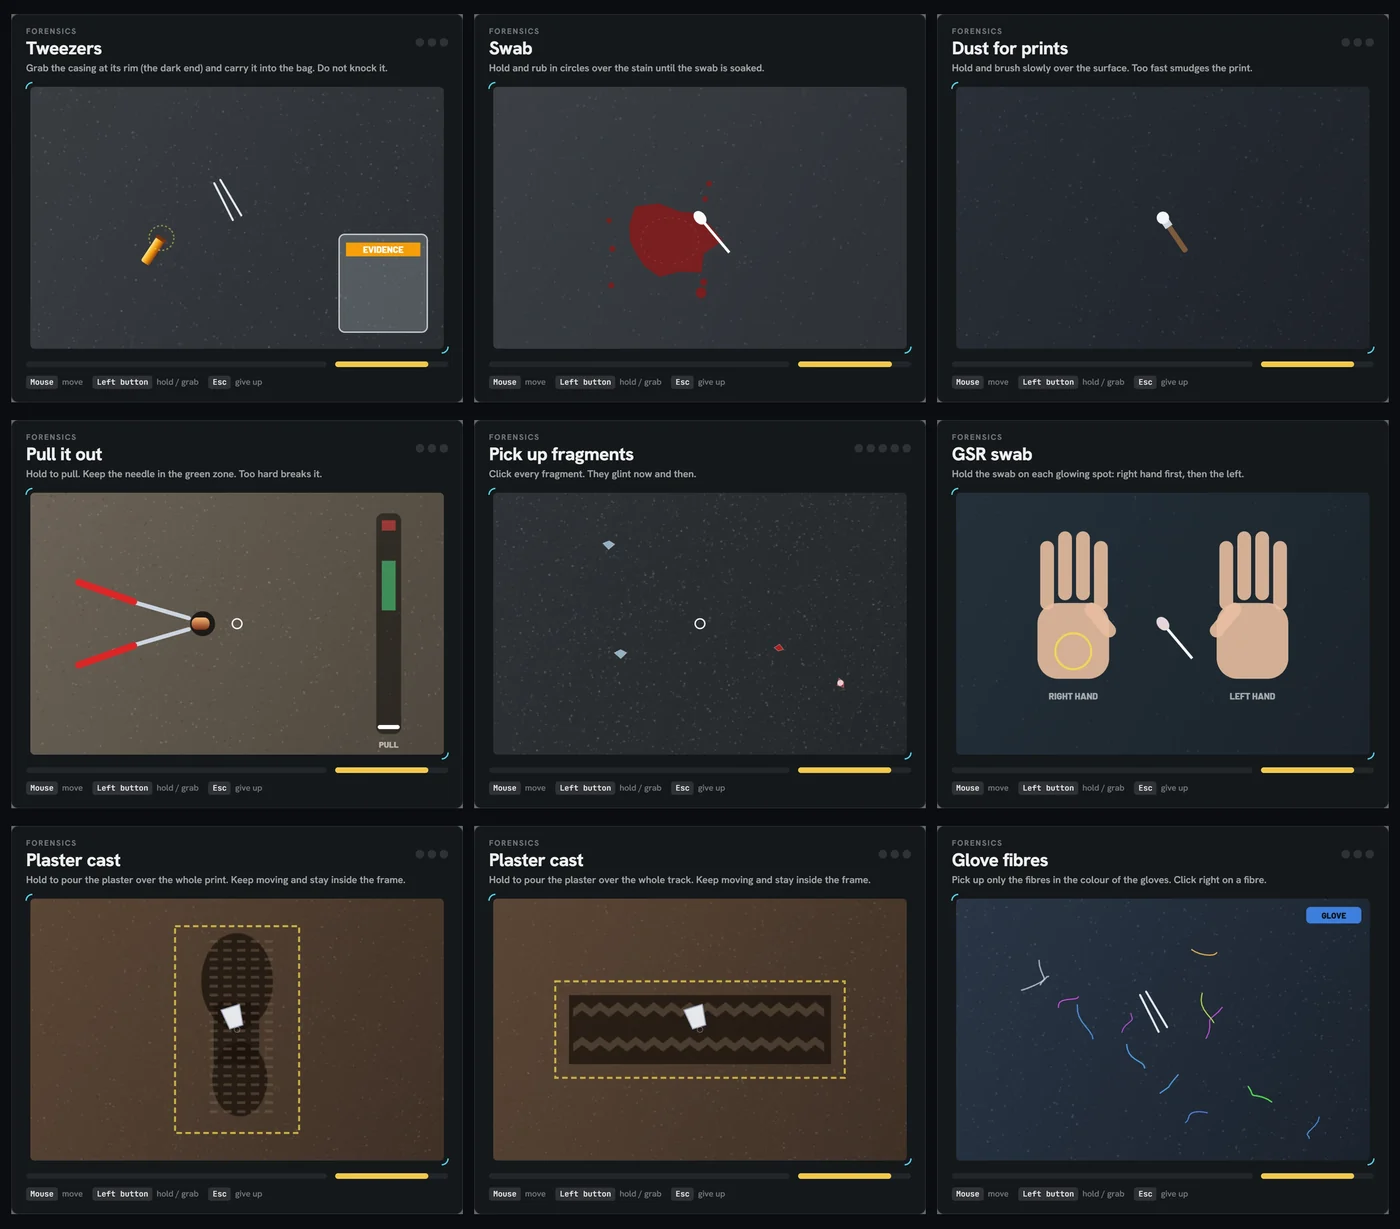 FORENSICS
Tweezers
Grab the casing at its rim (the dark end) and carry it into the bag. Do not knock it.
EVIDENCE
Mouse move Left button hold / grab Esc give up
FORENSICS
Swab
Hold and rub in circles over the stain until the swab is soaked.
Mouse move Left button hold / grab Esc give up
FORENSICS
Dust for prints
Hold and brush slowly over the surface. Too fast smudges the print.
Mouse move Left button hold / grab Esc give up
FORENSICS
Pull it out
Hold to pull. Keep the needle in the green zone. Too hard breaks it.
PULL
Mouse move Left button hold / grab Esc give up
FORENSICS
Pick up fragments
Click every fragment. They glint now and then.
Mouse move Left button hold / grab Esc give up
FORENSICS
GSR swab
Hold the swab on each glowing spot: right hand first, then the left.
RIGHT HAND LEFT HAND
Mouse move Left button hold / grab Esc give up
FORENSICS
Plaster cast
Hold to pour the plaster over the whole print. Keep moving and stay inside the frame.
Mouse move Left button hold / grab Esc give up
FORENSICS
Plaster cast
Hold to pour the plaster over the whole track. Keep moving and stay inside the frame.
Mouse move Left button hold / grab Esc give up
FORENSICS
Glove fibres
Pick up only the fibres in the colour of the gloves. Click right on a fibre.
GLOVE
Mouse move Left button hold / grab Esc give up